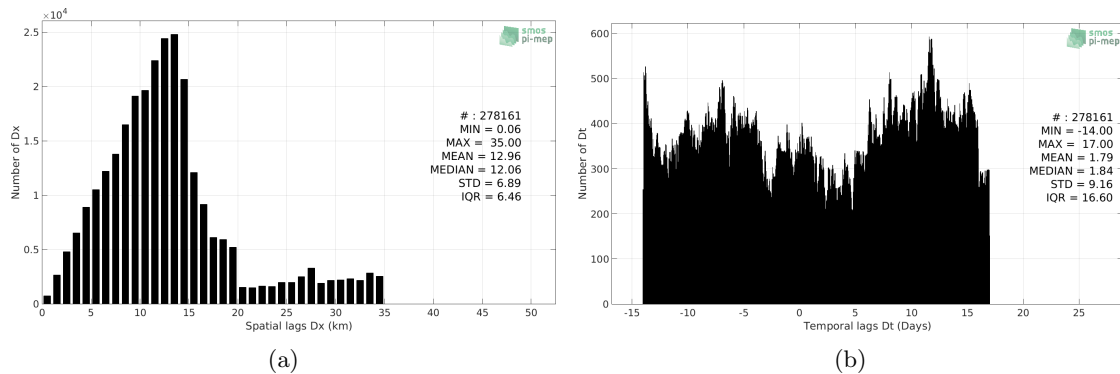 ×10⁴
smos
pi-mep
2.5
2
1.5
1
0.5
0
Number of Dx
# : 278161
MIN = 0.06
MAX = 35.00
MEAN = 12.96
MEDIAN = 12.06
STD = 6.89
IQR = 6.46
0 5 10 15 20 25 30 35 40 45 50
Spatial lags Dx (km)
(a)
smos
pi-mep
600
500
400
300
200
100
0
Number of Dt
# : 278161
MIN = -14.00
MAX = 17.00
MEAN = 1.79
MEDIAN = 1.84
STD = 9.16
IQR = 16.60
-15 -10 -5 0 5 10 15 20 25
Temporal lags Dt (Days)
(b)